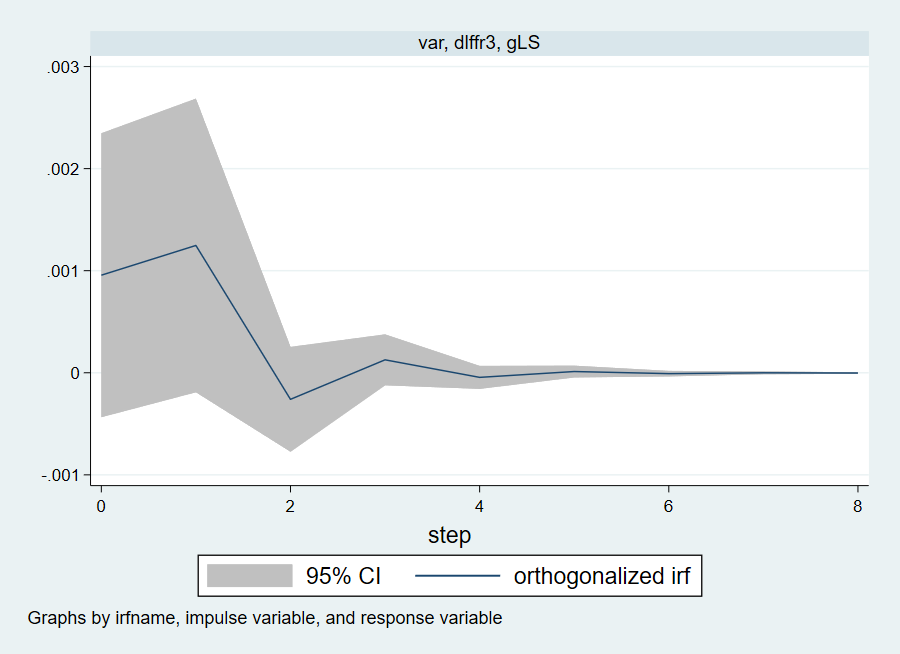 var, dlffr3, gLS
.003
.002
.001
0
-.001
0 2 4 6 8
step
95% CI orthogonalized irf
Graphs by irfname, impulse variable, and response variable